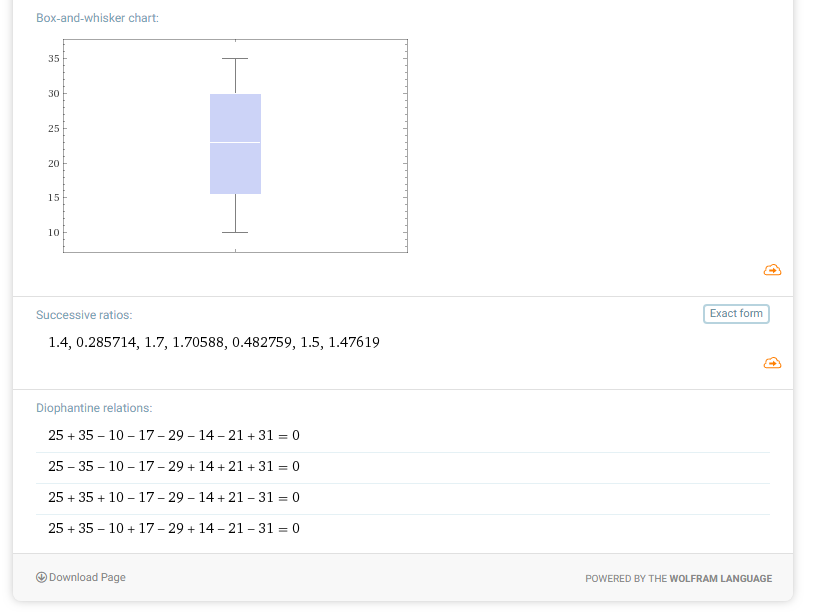 Box-and-whisker chart:
35
30
25
20
15
10
Successive ratios:
Exact form
1.4, 0.285714, 1.7, 1.70588, 0.482759, 1.5, 1.47619
Diophantine relations:
25 + 35 − 10 − 17 − 29 − 14 − 21 + 31 = 0
25 − 35 − 10 − 17 − 29 + 14 + 21 + 31 = 0
25 + 35 + 10 − 17 − 29 − 14 + 21 − 31 = 0
25 + 35 − 10 + 17 − 29 + 14 − 21 − 31 = 0
Download Page
POWERED BY THE WOLFRAM LANGUAGE